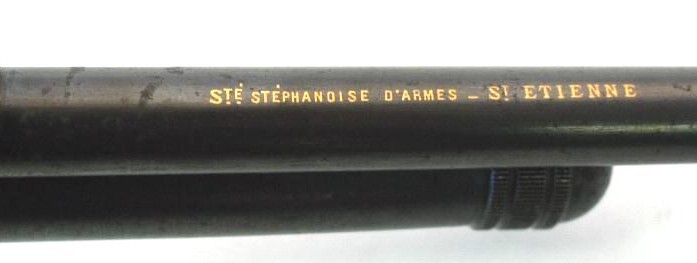 STÉ STÉPHANOISE D'ARMES - ST ETIENNE